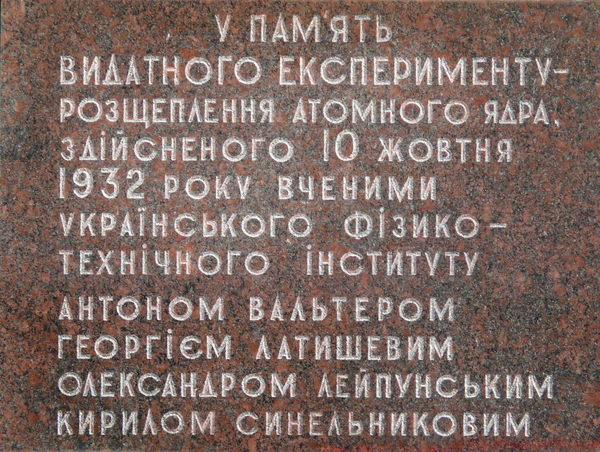 У ПАМ'ЯТЬ
ВИДАТНОГО ЕКСПЕРИМЕНТУ-
РОЗЩЕПЛЕННЯ АТОМНОГО ЯДРА,
ЗДІЙСНЕНОГО 10 ЖОВТНЯ
1932 РОКУ ВЧЕНИМИ
УКРАЇНСЬКОГО ФІЗИКО-
ТЕХНІЧНОГО ІНСТИТУТУ
АНТОНОМ ВАЛЬТЕРОМ
ГЕОРГІЄМ ЛАТИШЕВИМ
ОЛЕКСАНДРОМ ЛЕЙПУНСЬКИМ
КИРИЛОМ СИНЕЛЬНИКОВИМ